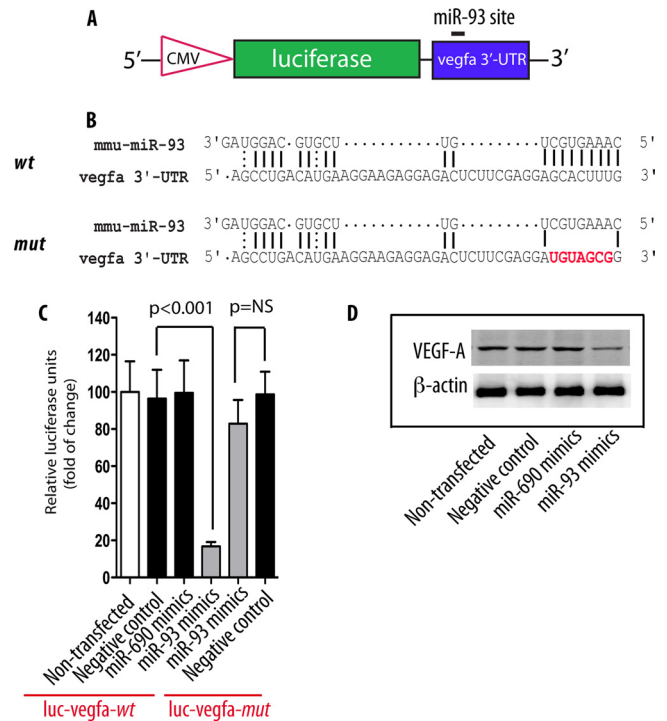 A
miR-93 site
5'
CMV
luciferase
vegfa 3'-UTR
3'
B
wt
mmu-miR-93 3'GAUGGAC·GUGCU···········UG··········UCGUGAAAC 5'
vegfa 3'-UTR 5'·AGCCUGACAUGAAGGAAGAGGAGACUCUUCGAGGAGCACUUUG 3'
mut
mmu-miR-93 3'GAUGGAC·GUGCU···········UG··········UCGUGAAAC 5'
vegfa 3'-UTR 5'·AGCCUGACAUGAAGGAAGAGGAGACUCUUCGAGGAUGUAGCGG 3'
C
p<0.001
p=NS
Relative luciferase units
(fold of change)
140
120
100
80
60
40
20
0
Non-transfected
Negative control
miR-690 mimics
miR-93 mimics
miR-93 mimics
Negative control
luc-vegfa-wt
luc-vegfa-mut
D
VEGF-A
β-actin
Non-transfected
Negative control
miR-690 mimics
miR-93 mimics